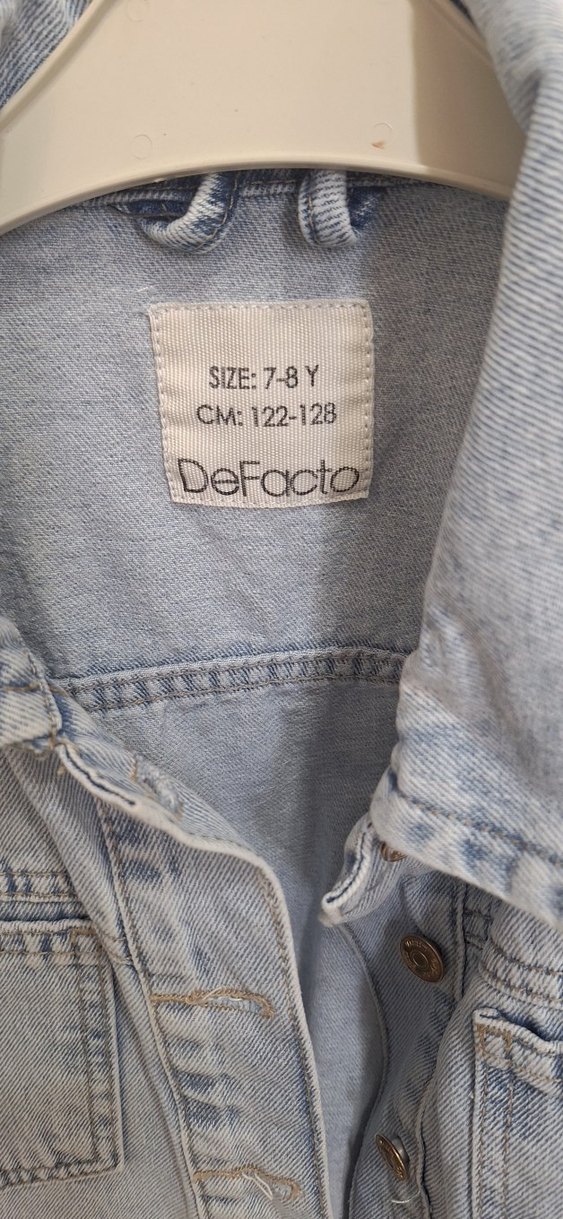 SIZE: 7-8 Y
CM: 122-128
DeFacto